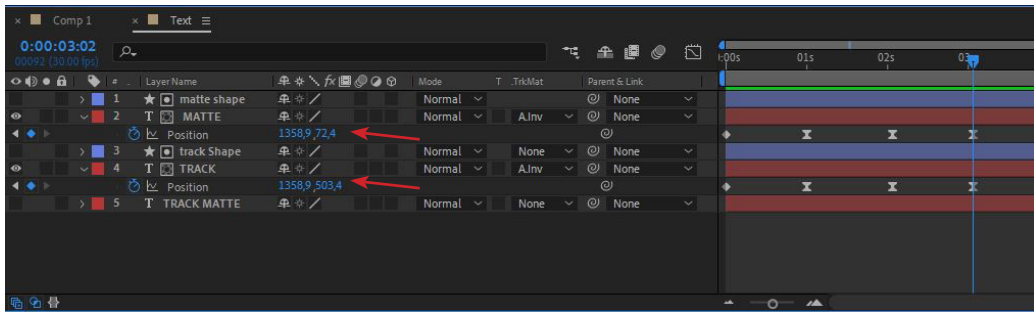 × Comp 1 × Text ≡
0:00:03:02
00092 (30.00 fps)
:00s 01s 02s 03s
# . Layer Name fx Mode T .TrkMat Parent & Link
1 matte shape Normal None
2 T MATTE Normal A.Inv None
Position 1358,9 ,72,4
3 track Shape Normal None None
4 T TRACK Normal A.Inv None
Position 1358,9 ,503,4
5 T TRACK MATTE Normal None None